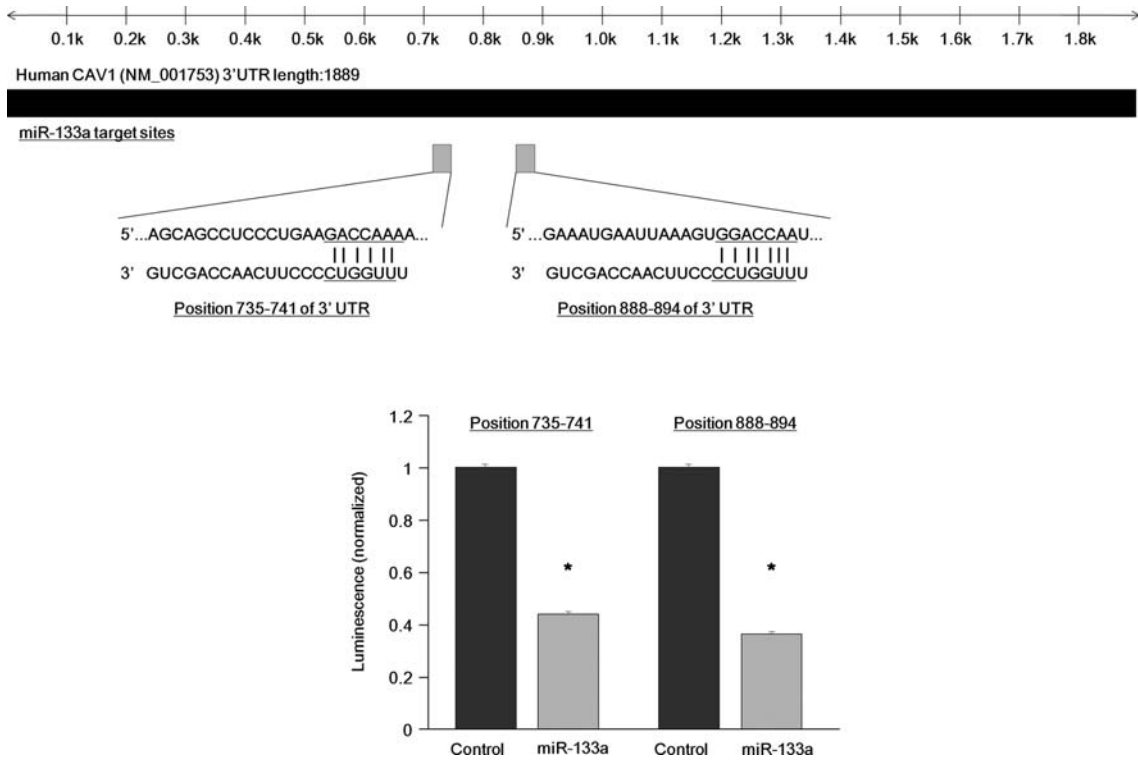 0.1k 0.2k 0.3k 0.4k 0.5k 0.6k 0.7k 0.8k 0.9k 1.0k 1.1k 1.2k 1.3k 1.4k 1.5k 1.6k 1.7k 1.8k
Human CAV1 (NM_001753) 3'UTR length:1889
miR-133a target sites
5'...AGCAGCCUCCCUGAAGACCAAAA...
3' GUCGACCAACUUCCCCUGGUUU
Position 735-741 of 3' UTR
5' ...GAAAUGAAUUAAAGUGGACCAAU...
3' GUCGACCAACUUCCCCUGGUUU
Position 888-894 of 3' UTR
Luminescence (normalized)
1.2
1
0.8
0.6
0.4
0.2
0
Position 735-741 Position 888-894
* *
Control miR-133a Control miR-133a